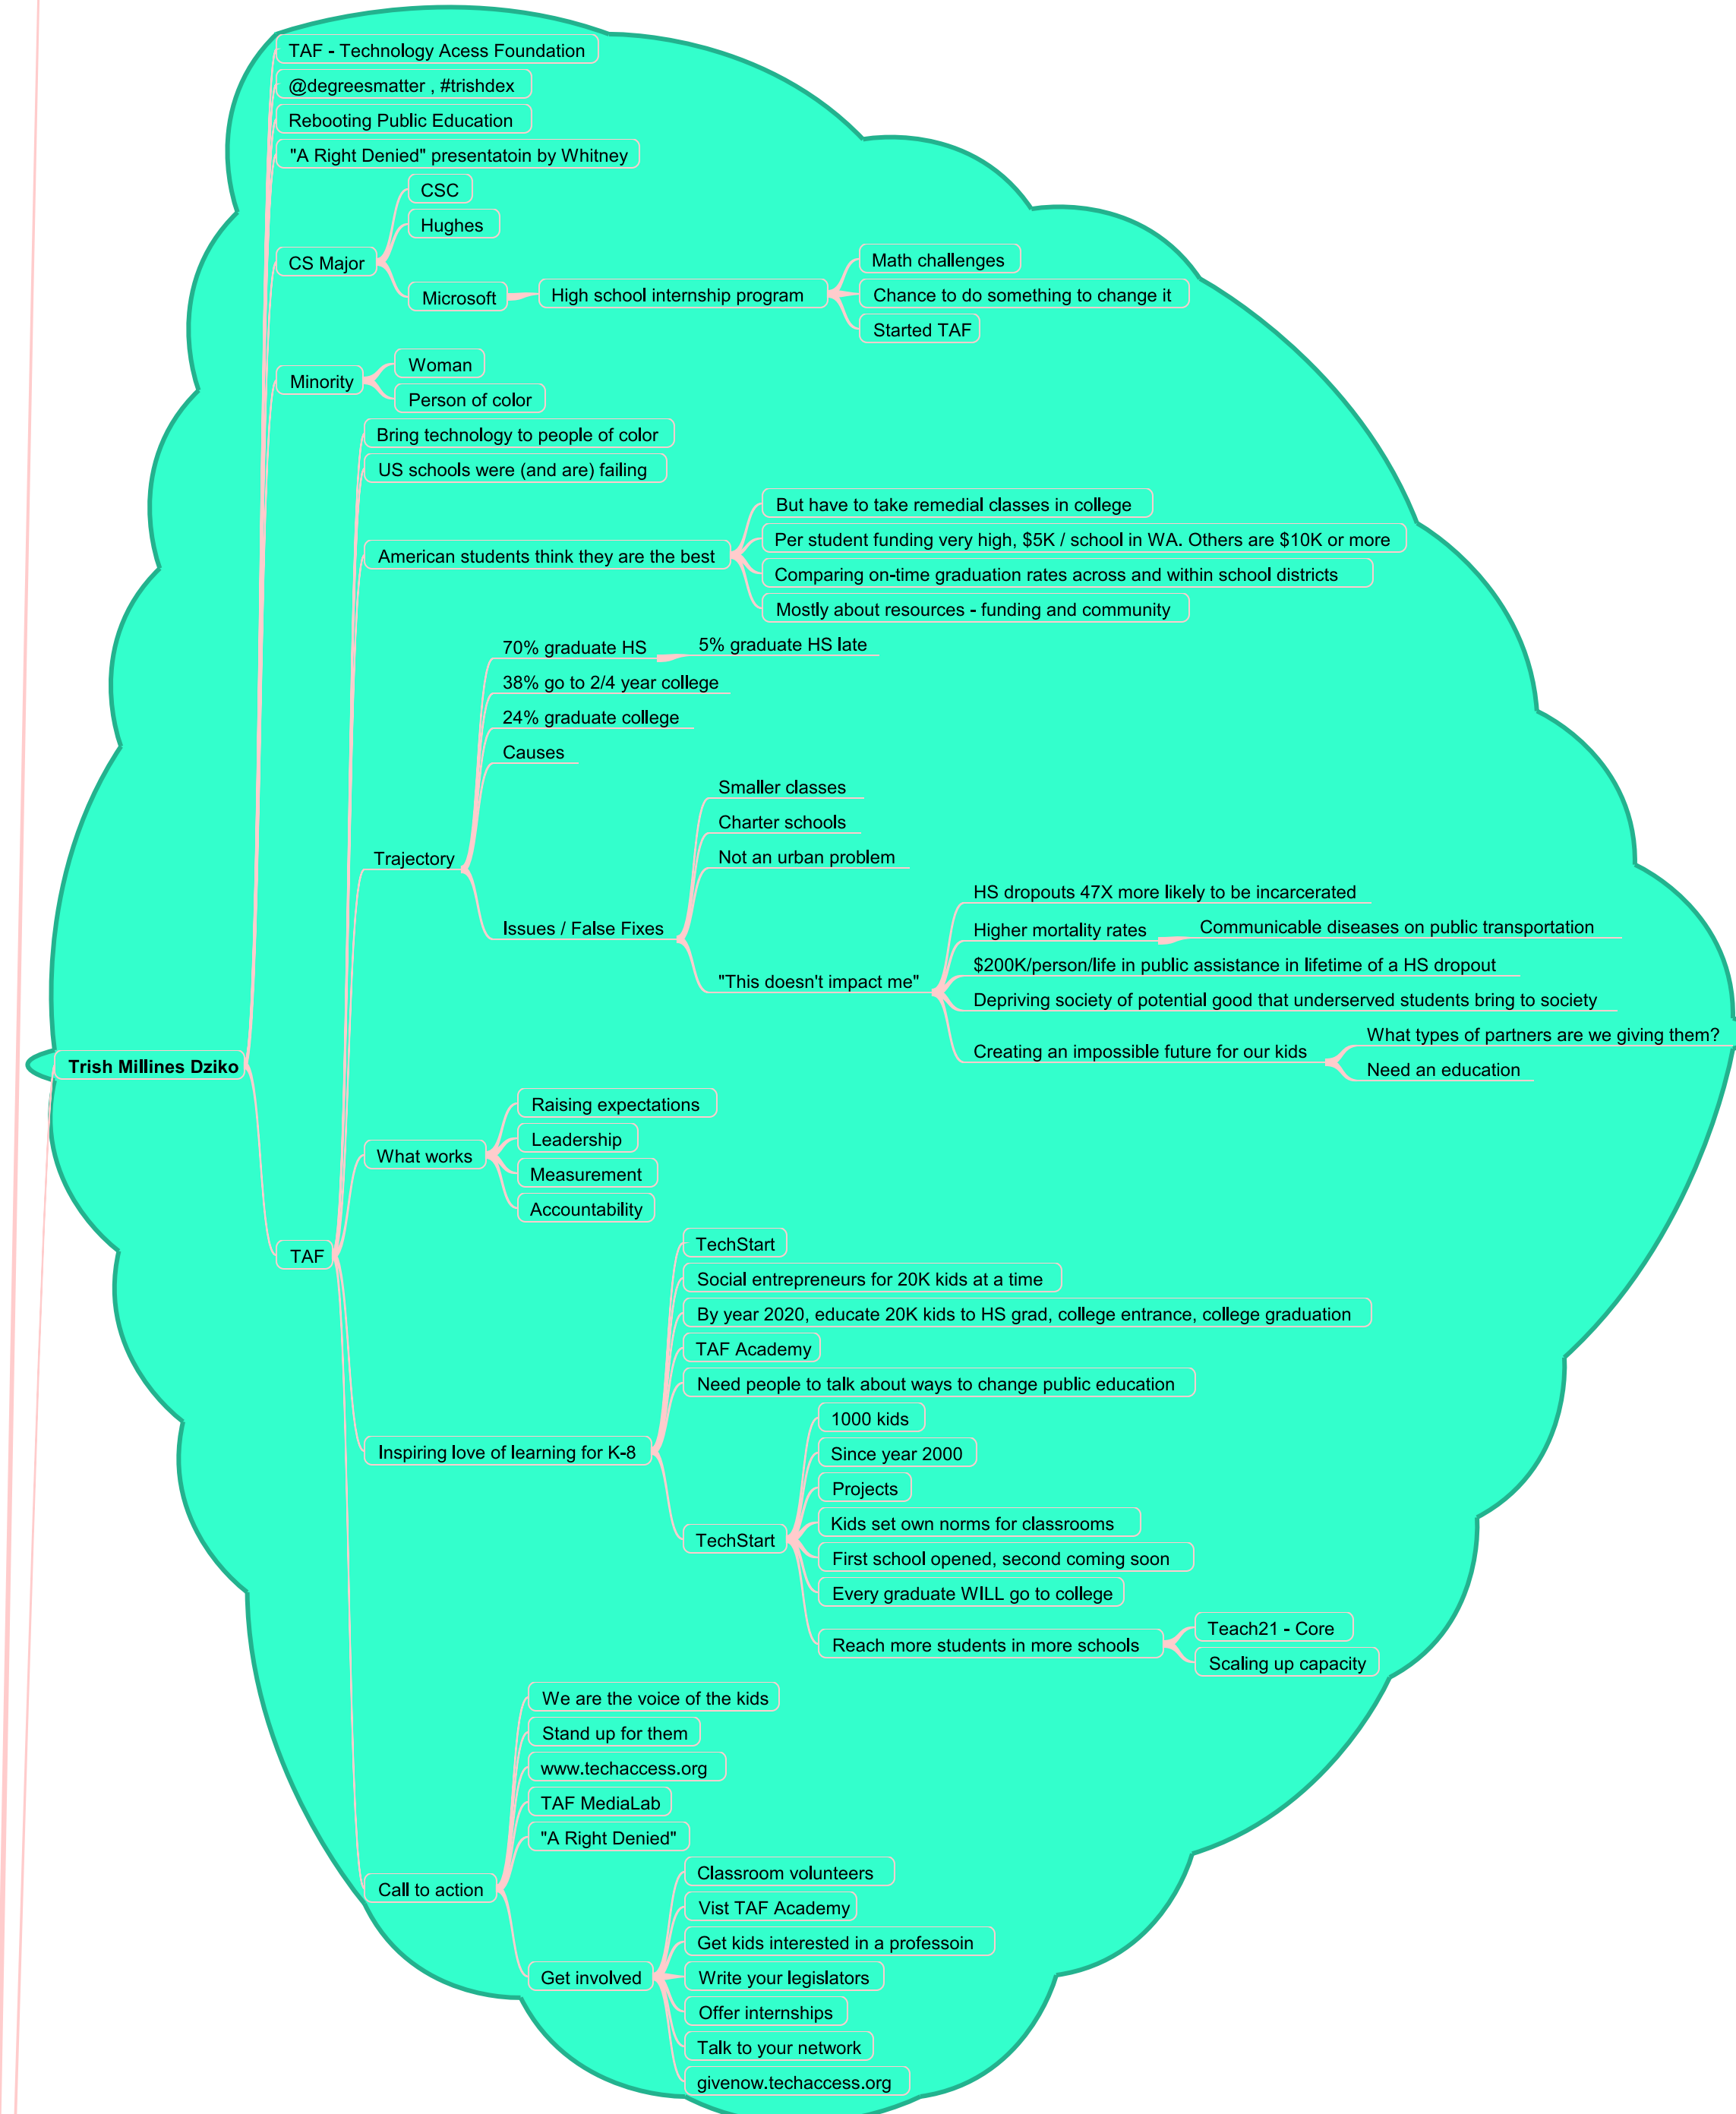 TAF - Technology Acess Foundation
@degreesmatter , #trishdex
Rebooting Public Education
"A Right Denied" presentatoin by Whitney
CSC
Hughes
CS Major
Microsoft
High school internship program
Math challenges
Chance to do something to change it
Started TAF
Minority
Woman
Person of color
Bring technology to people of color
US schools were (and are) failing
American students think they are the best
But have to take remedial classes in college
Per student funding very high, $5K / school in WA. Others are $10K or more
Comparing on-time graduation rates across and within school districts
Mostly about resources - funding and community
70% graduate HS
5% graduate HS late
38% go to 2/4 year college
24% graduate college
Causes
Trajectory
Issues / False Fixes
Smaller classes
Charter schools
Not an urban problem
"This doesn't impact me"
HS dropouts 47X more likely to be incarcerated
Higher mortality rates
Communicable diseases on public transportation
$200K/person/life in public assistance in lifetime of a HS dropout
Depriving society of potential good that underserved students bring to society
Creating an impossible future for our kids
What types of partners are we giving them?
Need an education
Trish Millines Dziko
What works
Raising expectations
Leadership
Measurement
Accountability
TAF
Inspiring love of learning for K-8
TechStart
Social entrepreneurs for 20K kids at a time
By year 2020, educate 20K kids to HS grad, college entrance, college graduation
TAF Academy
Need people to talk about ways to change public education
TechStart
1000 kids
Since year 2000
Projects
Kids set own norms for classrooms
First school opened, second coming soon
Every graduate WILL go to college
Reach more students in more schools
Teach21 - Core
Scaling up capacity
Call to action
We are the voice of the kids
Stand up for them
www.techaccess.org
TAF MediaLab
"A Right Denied"
Get involved
Classroom volunteers
Vist TAF Academy
Get kids interested in a professoin
Write your legislators
Offer internships
Talk to your network
givenow.techaccess.org